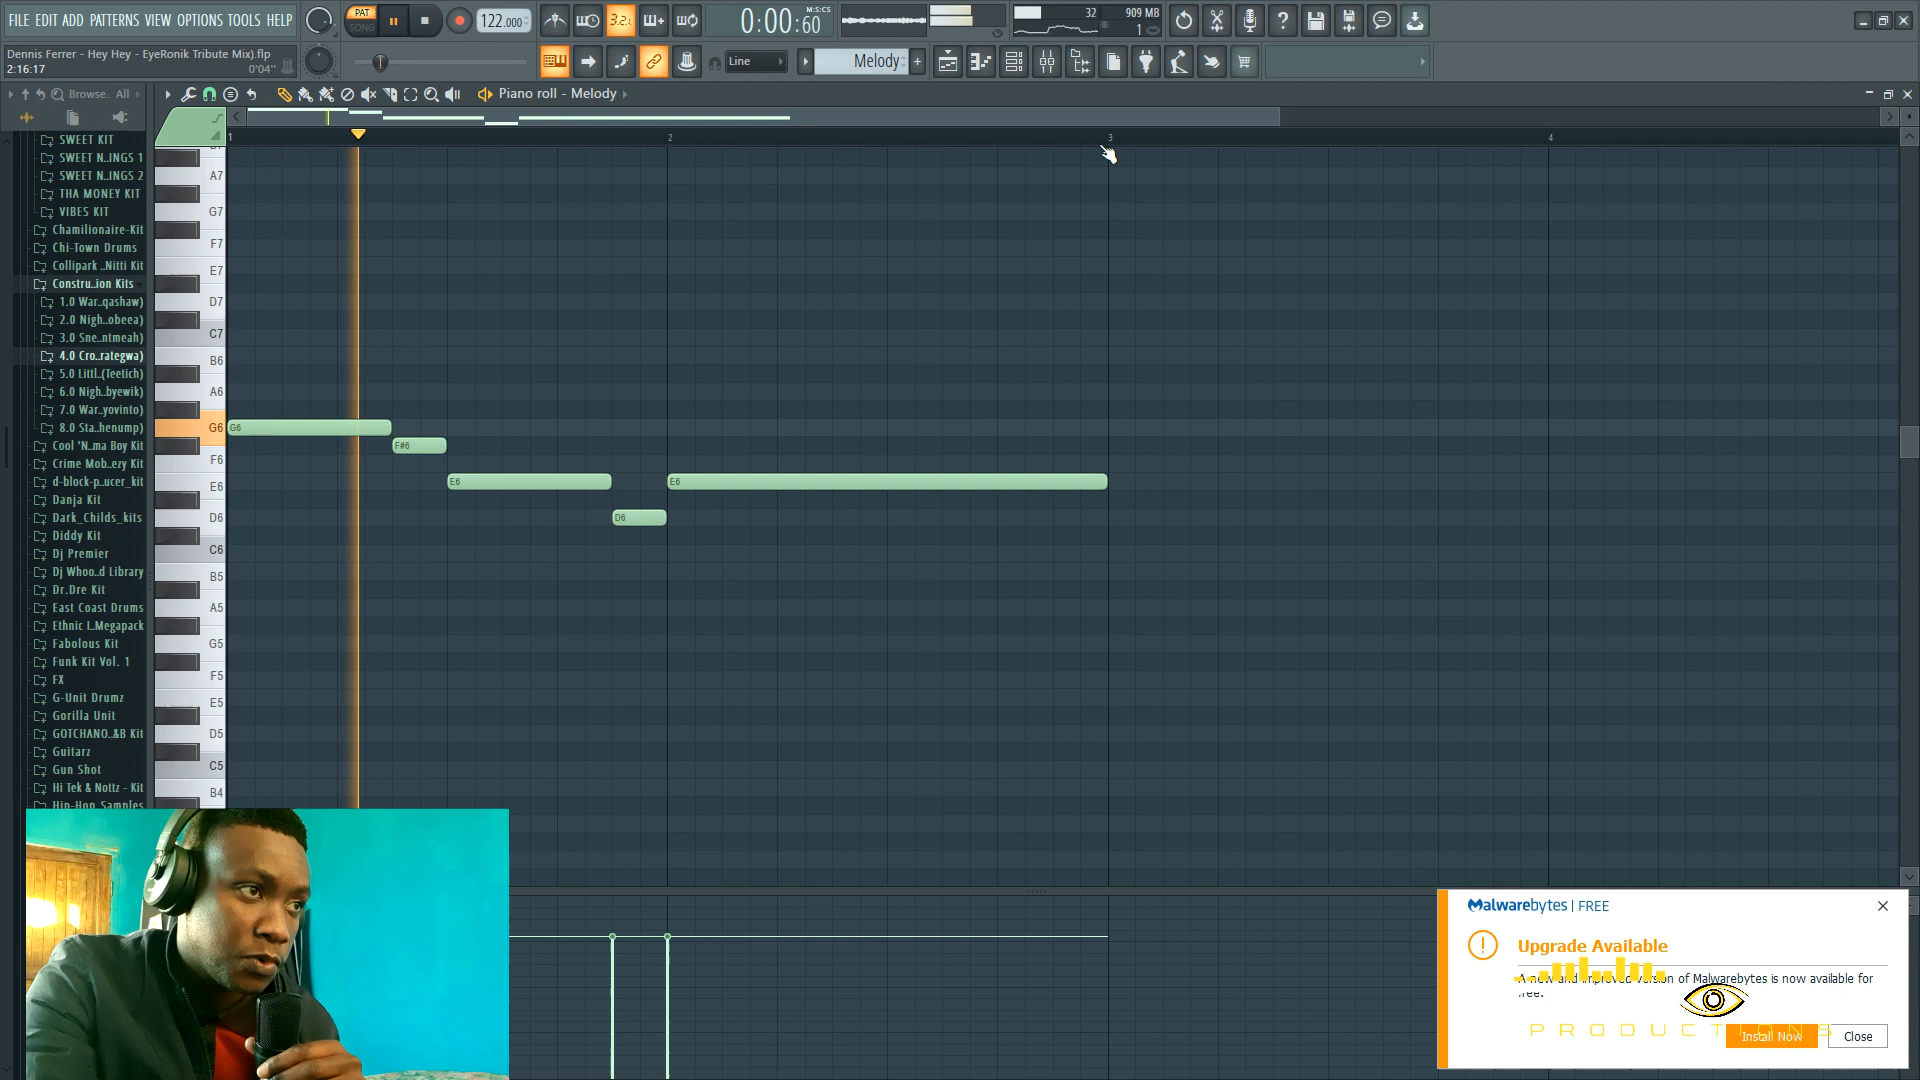 FILE EDIT ADD PATTERNS VIEW OPTIONS TOOLS HELP
PAT
SONG
122.000
3.2.
0:00:60
M:S:CS
32
909 MB
1
Dennis Ferrer - Hey Hey - EyeRonik Tribute Mix).flp
2:16:17
0'04"
Line
Melody
Browse.. All
Piano roll - Melody
1
2
3
4
SWEET KIT
SWEET N..INGS 1
SWEET N..INGS 2
THA MONEY KIT
VIBES KIT
Chamilionaire-Kit
Chi-Town Drums
Collipark ..Nitti Kit
Constru..ion Kits
1.0 War..qashaw)
2.0 Nigh..obeea)
3.0 Sne..ntmeah)
4.0 Cro..rategwa)
5.0 Littl..(Teetich)
6.0 Nigh..byewik)
7.0 War..yovinto)
8.0 Sta..henump)
Cool 'N..ma Boy Kit
Crime Mob..ezy Kit
d-block-p..ucer_kit
Danja Kit
Dark_Childs_kits
Diddy Kit
Dj Premier
Dj Whoo..d Library
Dr.Dre Kit
East Coast Drums
Ethnic I..Megapack
Fabolous Kit
Funk Kit Vol. 1
FX
G-Unit Drumz
Gorilla Unit
GOTCHANO..&B Kit
Guitarz
Gun Shot
Hi Tek & Nottz - Kit
Hip-Hop Samples
A7
G7
F7
E7
D7
C7
B6
A6
G6
F6
E6
D6
C6
B5
A5
G5
F5
E5
D5
C5
B4
G6
F#6
E6
E6
D6
Malwarebytes | FREE
Upgrade Available
A new and improved version of Malwarebytes is now available for
free.
PRODUCTIONS
Install Now
Close